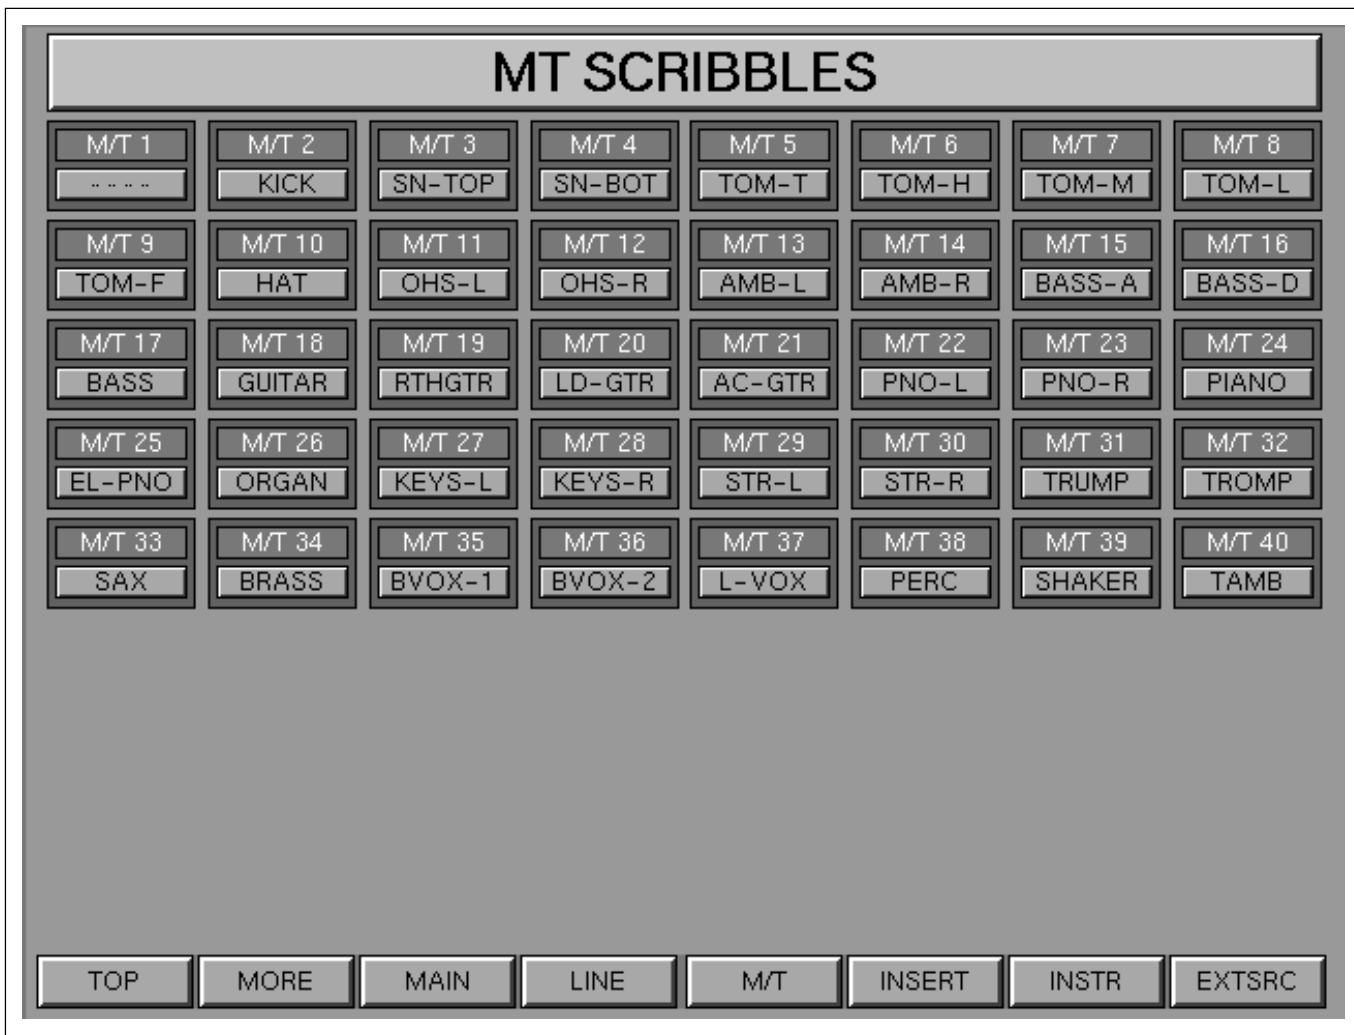 MT SCRIBBLES
M/T 1 M/T 2 M/T 3 M/T 4 M/T 5 M/T 6 M/T 7 M/T 8
.. .. .. .. KICK SN-TOP SN-BOT TOM-T TOM-H TOM-M TOM-L
M/T 9 M/T 10 M/T 11 M/T 12 M/T 13 M/T 14 M/T 15 M/T 16
TOM-F HAT OHS-L OHS-R AMB-L AMB-R BASS-A BASS-D
M/T 17 M/T 18 M/T 19 M/T 20 M/T 21 M/T 22 M/T 23 M/T 24
BASS GUITAR RTHGTR LD-GTR AC-GTR PNO-L PNO-R PIANO
M/T 25 M/T 26 M/T 27 M/T 28 M/T 29 M/T 30 M/T 31 M/T 32
EL-PNO ORGAN KEYS-L KEYS-R STR-L STR-R TRUMP TROMP
M/T 33 M/T 34 M/T 35 M/T 36 M/T 37 M/T 38 M/T 39 M/T 40
SAX BRASS BVOX-1 BVOX-2 L-VOX PERC SHAKER TAMB
TOP MORE MAIN LINE M/T INSERT INSTR EXTSRC